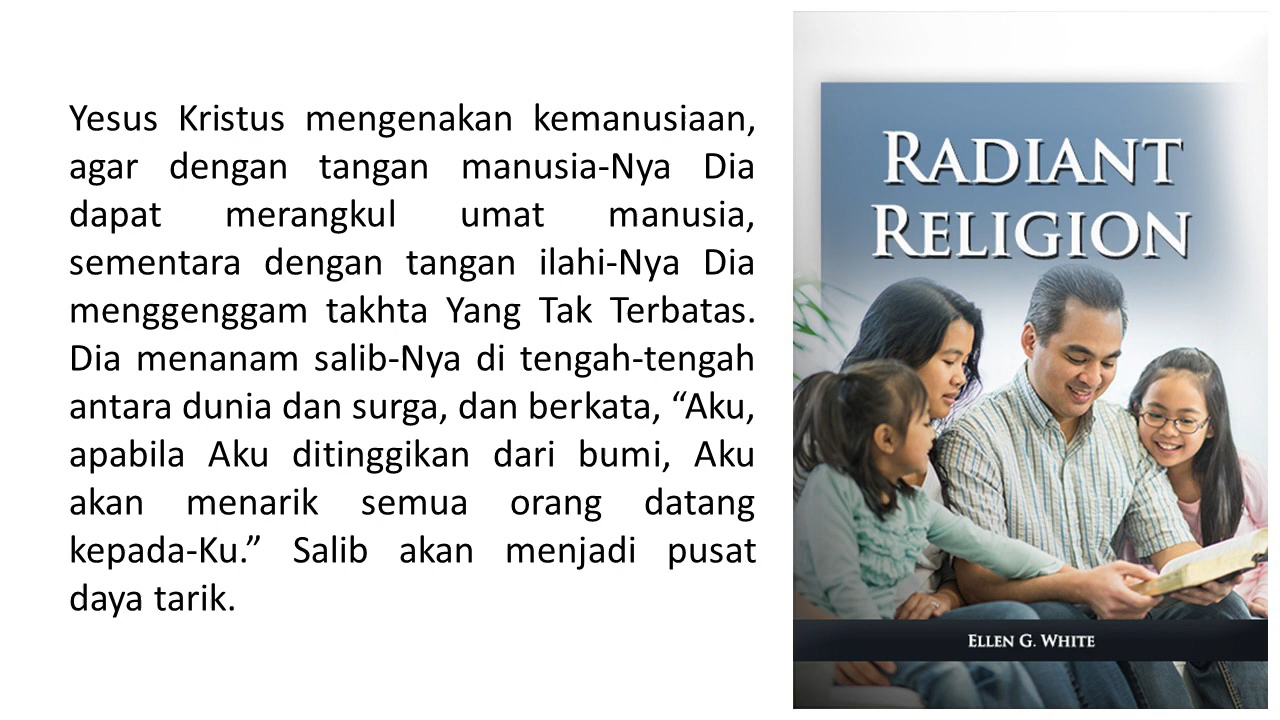 Yesus Kristus mengenakan kemanusiaan,
agar dengan tangan manusia-Nya Dia
dapat merangkul umat manusia,
sementara dengan tangan ilahi-Nya Dia
menggenggam takhta Yang Tak Terbatas.
Dia menanam salib-Nya di tengah-tengah
antara dunia dan surga, dan berkata, “Aku,
apabila Aku ditinggikan dari bumi, Aku
akan menarik semua orang datang
kepada-Ku.” Salib akan menjadi pusat
daya tarik.
RADIANT
RELIGION
ELLEN G. WHITE